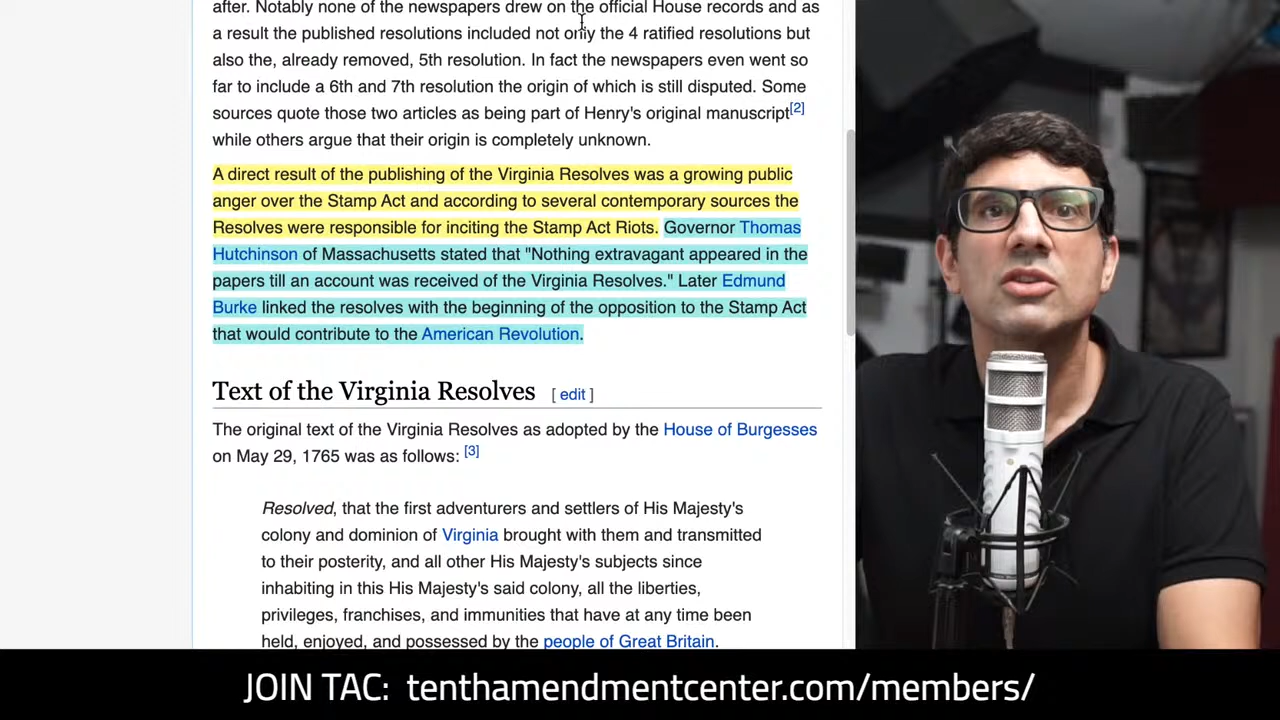 after. Notably none of the newspapers drew on the official House records and as
a result the published resolutions included not only the 4 ratified resolutions but
also the, already removed, 5th resolution. In fact the newspapers even went so
far to include a 6th and 7th resolution the origin of which is still disputed. Some
sources quote those two articles as being part of Henry's original manuscript[2]
while others argue that their origin is completely unknown.
A direct result of the publishing of the Virginia Resolves was a growing public
anger over the Stamp Act and according to several contemporary sources the
Resolves were responsible for inciting the Stamp Act Riots. Governor Thomas
Hutchinson of Massachusetts stated that "Nothing extravagant appeared in the
papers till an account was received of the Virginia Resolves." Later Edmund
Burke linked the resolves with the beginning of the opposition to the Stamp Act
that would contribute to the American Revolution.
Text of the Virginia Resolves [ edit ]
The original text of the Virginia Resolves as adopted by the House of Burgesses
on May 29, 1765 was as follows: [3]
Resolved, that the first adventurers and settlers of His Majesty's
colony and dominion of Virginia brought with them and transmitted
to their posterity, and all other His Majesty's subjects since
inhabiting in this His Majesty's said colony, all the liberties,
privileges, franchises, and immunities that have at any time been
held, enjoyed, and possessed by the people of Great Britain.
JOIN TAC: tenthamendmentcenter.com/members/